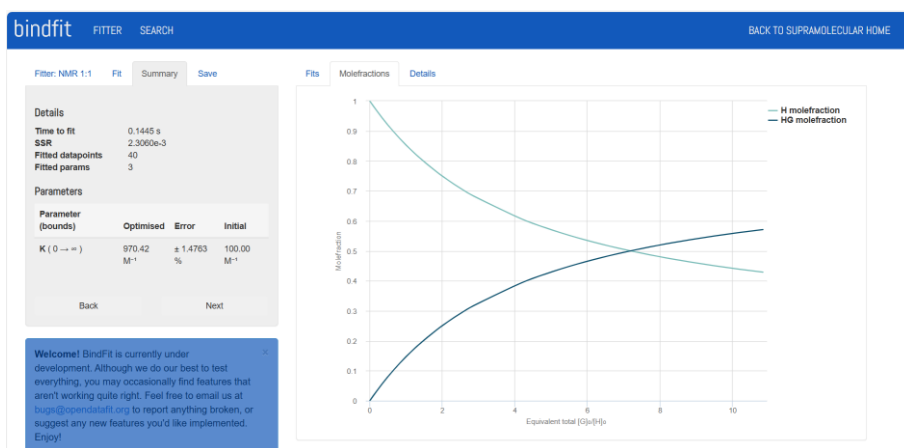 bindfit FITTER SEARCH BACK TO SUPRAMOLECULAR HOME
Fitter: NMR 1:1 Fit Summary Save
Details
Time to fit 0.1445 s
SSR 2.3060e-3
Fitted datapoints 40
Fitted params 3
Parameters
Parameter
(bounds) Optimised Error Initial
K ( 0 → ∞ ) 970.42 ± 1.4763 100.00
M⁻¹ % M⁻¹
Back Next
Welcome! BindFit is currently under ×
development. Although we do our best to test
everything, you may occasionally find features that
aren't working quite right. Feel free to email us at
bugs@opendatafit.org to report anything broken, or
suggest any new features you'd like implemented.
Enjoy!
Fits Molefractions Details
H molefraction
HG molefraction
Molefraction
1
0.9
0.8
0.7
0.6
0.5
0.4
0.3
0.2
0.1
0
0 2 4 6 8 10
Equivalent total [G]₀/[H]₀